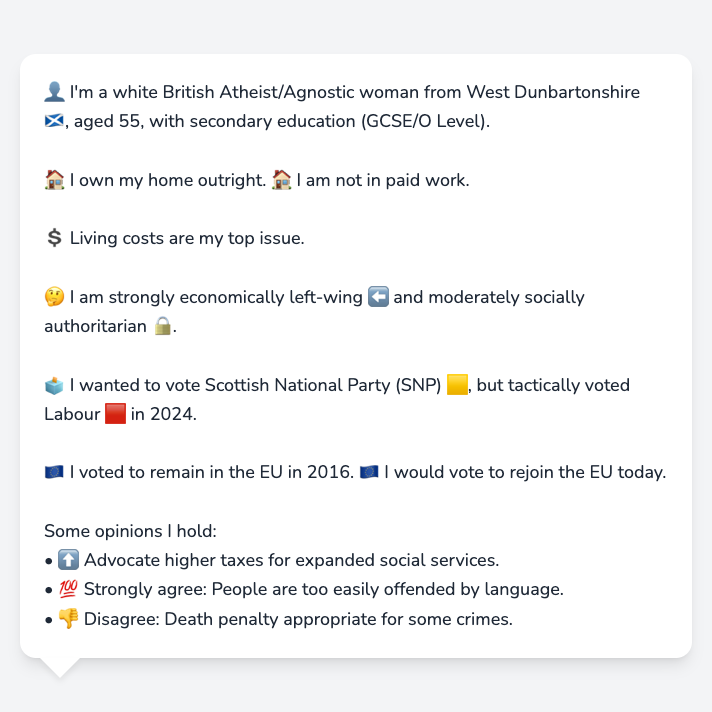 👤 I'm a white British Atheist/Agnostic woman from West Dunbartonshire
🏴󠁧󠁢󠁳󠁣󠁴󠁿, aged 55, with secondary education (GCSE/O Level).
🏠 I own my home outright. 🏠 I am not in paid work.
💲 Living costs are my top issue.
🤔 I am strongly economically left-wing ⬅️ and moderately socially
authoritarian 🔒.
🗳️ I wanted to vote Scottish National Party (SNP) 🟨, but tactically voted
Labour 🟥 in 2024.
🇪🇺 I voted to remain in the EU in 2016. 🇪🇺 I would vote to rejoin the EU today.
Some opinions I hold:
• ⬆️ Advocate higher taxes for expanded social services.
• 💯 Strongly agree: People are too easily offended by language.
• 👎 Disagree: Death penalty appropriate for some crimes.